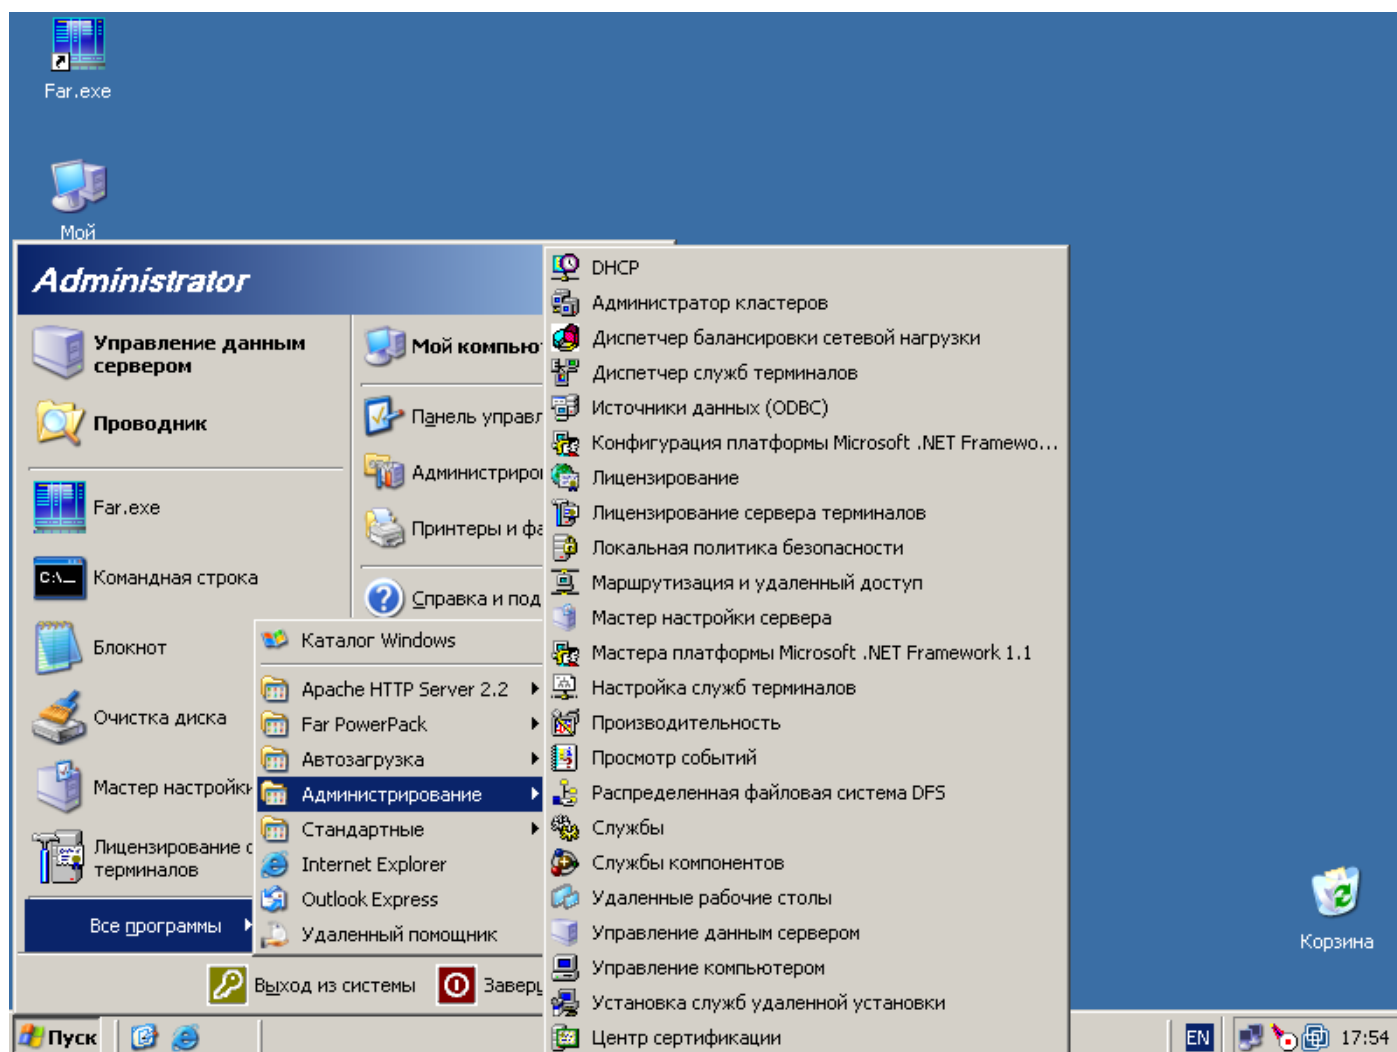 Far.exe
Мой
Administrator
Управление данным
сервером
Проводник
Far.exe
C:\_
Командная строка
Блокнот
Очистка диска
Мастер настройки
Лицензирование с
терминалов
Все программы
Мой компью
Панель управл
Администриро
Принтеры и фа
Справка и под
Каталог Windows
Apache HTTP Server 2.2
Far PowerPack
Автозагрузка
Администрирование
Стандартные
Internet Explorer
Outlook Express
Удаленный помощник
DHCP
Администратор кластеров
Диспетчер балансировки сетевой нагрузки
Диспетчер служб терминалов
Источники данных (ODBC)
Конфигурация платформы Microsoft .NET Framewo...
Лицензирование
Лицензирование сервера терминалов
Локальная политика безопасности
Маршрутизация и удаленный доступ
Мастер настройки сервера
Мастера платформы Microsoft .NET Framework 1.1
Настройка служб терминалов
Производительность
Просмотр событий
Распределенная файловая система DFS
Службы
Службы компонентов
Удаленные рабочие столы
Управление данным сервером
Управление компьютером
Установка служб удаленной установки
Центр сертификации
Выход из системы
Заверш
Корзина
Пуск
EN
17:54